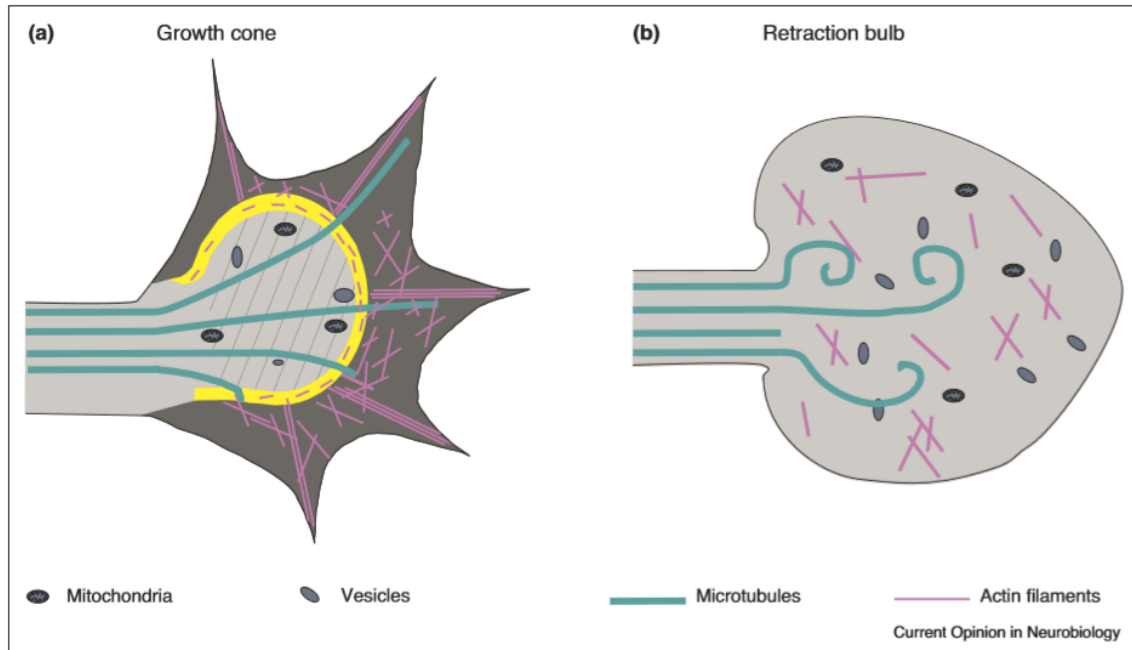 (a) Growth cone
(b) Retraction bulb
Mitochondria
Vesicles
Microtubules
Actin filaments
Current Opinion in Neurobiology